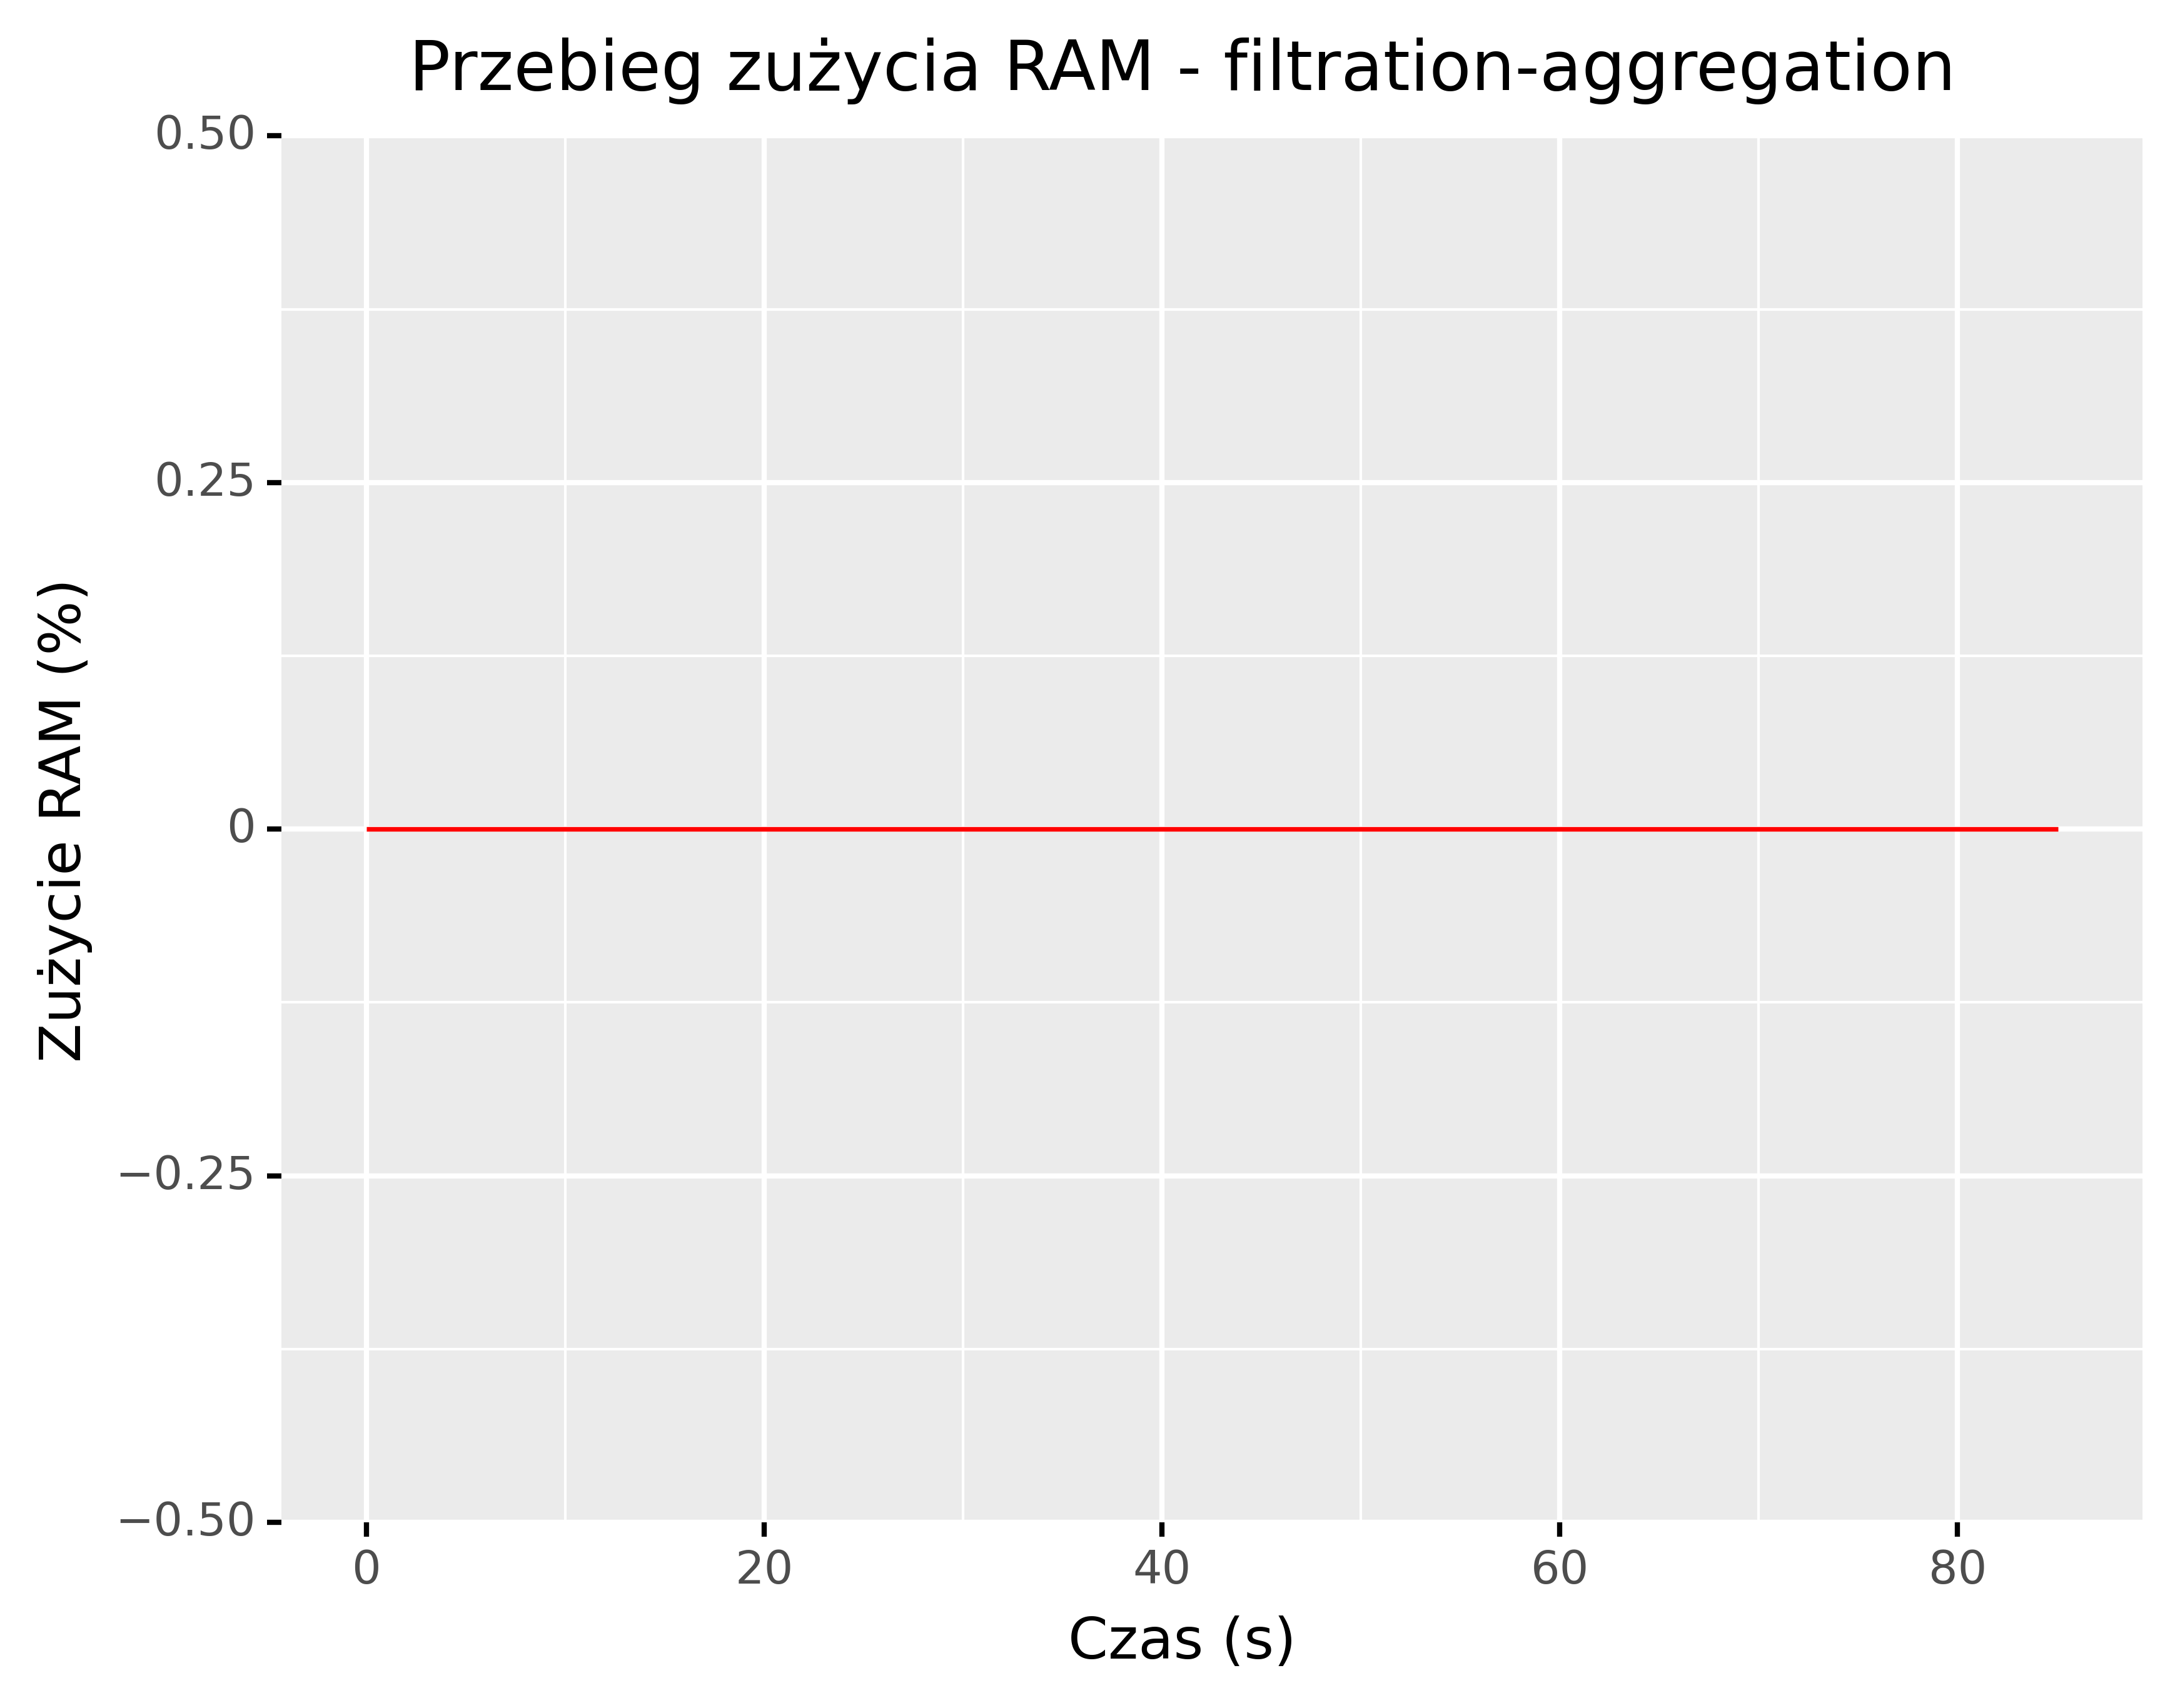 Przebieg zużycia RAM - filtration-aggregation
0.50
0.25
0
−0.25
−0.50
Zużycie RAM (%)
0 20 40 60 80
Czas (s)